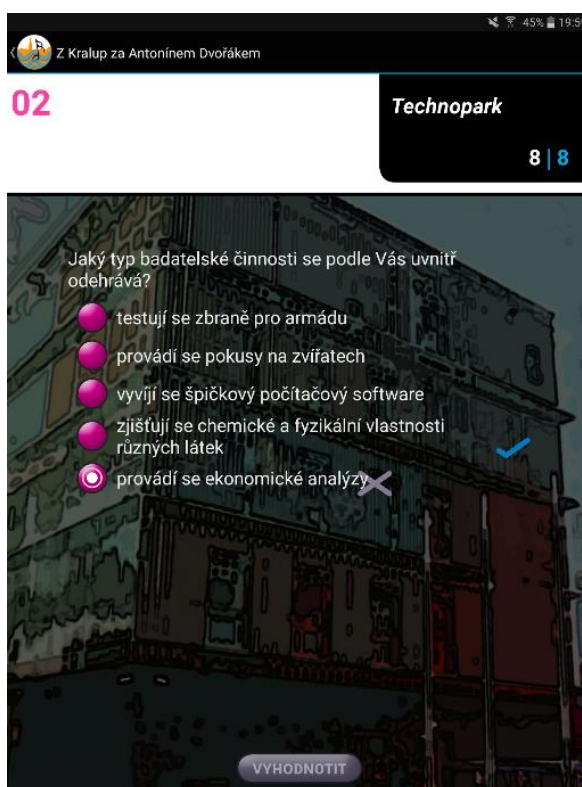 45% 19:5
Z Kralup za Antonínem Dvořákem
02
Technopark
8 | 8
Jaký typ badatelské činnosti se podle Vás uvnitř
odehrává?
testují se zbraně pro armádu
provádí se pokusy na zvířatech
vyvíjí se špičkový počítačový software
zjišťují se chemické a fyzikální vlastnosti
různých látek
provádí se ekonomické analýzy
VYHODNOTIT